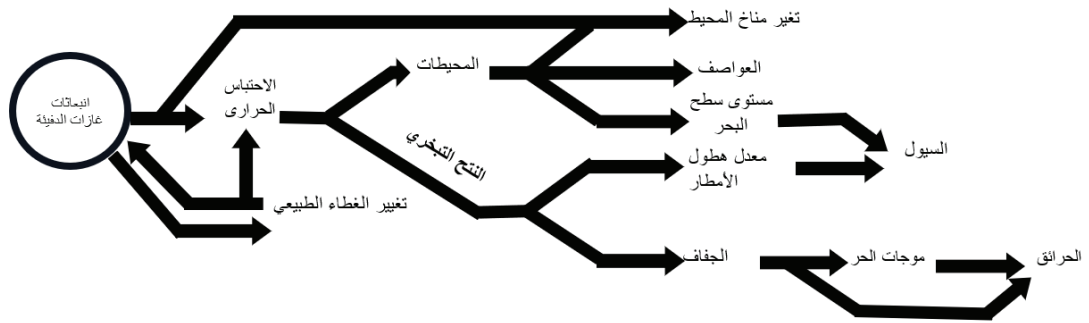 تغير مناخ المحيط
المحيطات
العواصف
الاحتباس
الحراري
انبعاثات
غازات الدفيئة
مستوى سطح
البحر
السيول
النتح التبخري
معدل هطول
الأمطار
تغيير الغطاء الطبيعي
الجفاف
موجات الحر
الحرائق